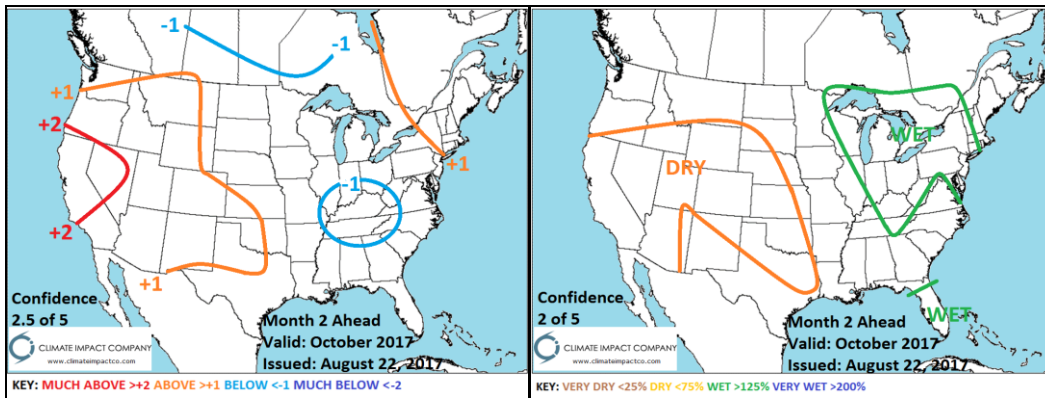 -1
-1
+1
+2
+1
-1
+2
+1
Confidence
2.5 of 5
Month 2 Ahead
Valid: October 2017
Issued: August 22, 2017
CLIMATE IMPACT COMPANY
www.climateimpactco.com
KEY: MUCH ABOVE >+2 ABOVE >+1 BELOW <-1 MUCH BELOW <-2
WET
DRY
WET
Confidence
2 of 5
Month 2 Ahead
Valid: October 2017
Issued: August 22, 2017
CLIMATE IMPACT COMPANY
www.climateimpactco.com
KEY: VERY DRY <25% DRY <75% WET >125% VERY WET >200%